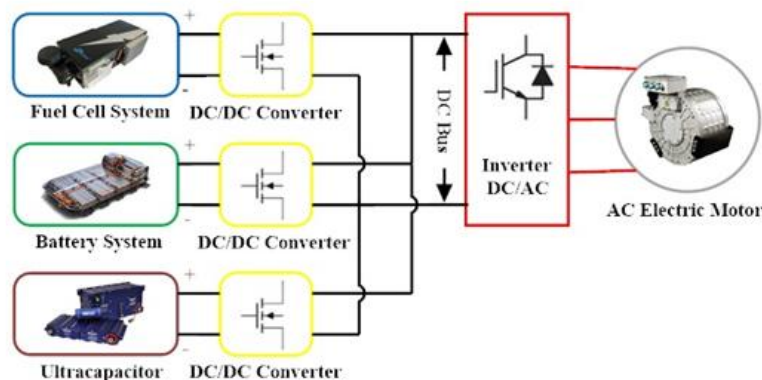 +
-
Fuel Cell System
DC/DC Converter
DC Bus
Inverter
DC/AC
AC Electric Motor
+
-
Battery System
DC/DC Converter
+
-
Ultracapacitor
DC/DC Converter